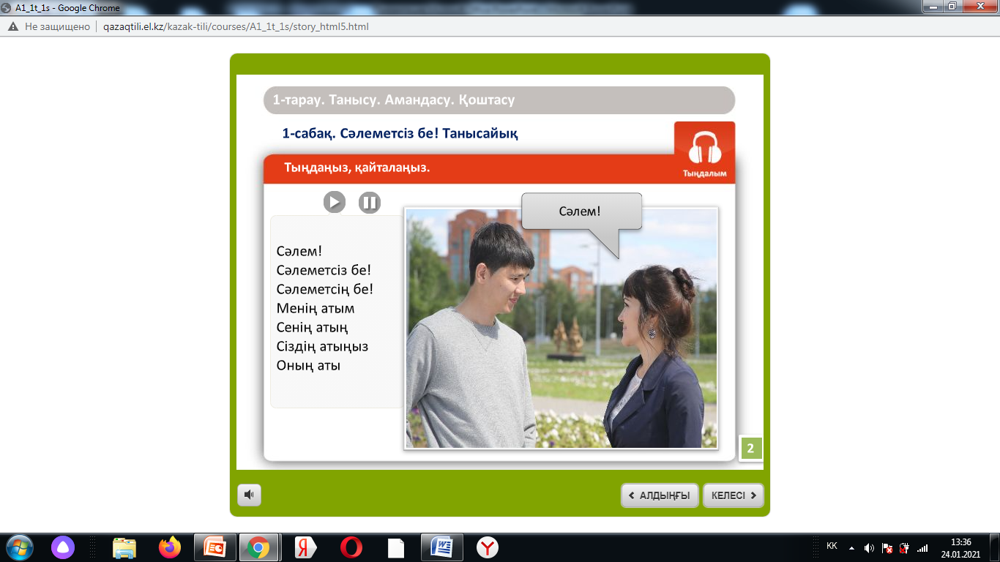 A1_1t_1s - Google Chrome
Не защищено
qazaqtili.el.kz/kazak-tili/courses/A1_1t_1s/story_html5.html
1-тарау. Танысу. Амандасу. Қоштасу
1-сабақ. Сәлеметсіз бе! Танысайық
Тыңдаңыз, қайталаңыз.
Тыңдалым
Сәлем!
Сәлем!
Сәлеметсіз бе!
Сәлеметсің бе!
Менің атым
Сенің атың
Сіздің атыңыз
Оның аты
2
АЛДЫҢҒЫ
КЕЛЕСІ
KK
13:36
24.01.2021